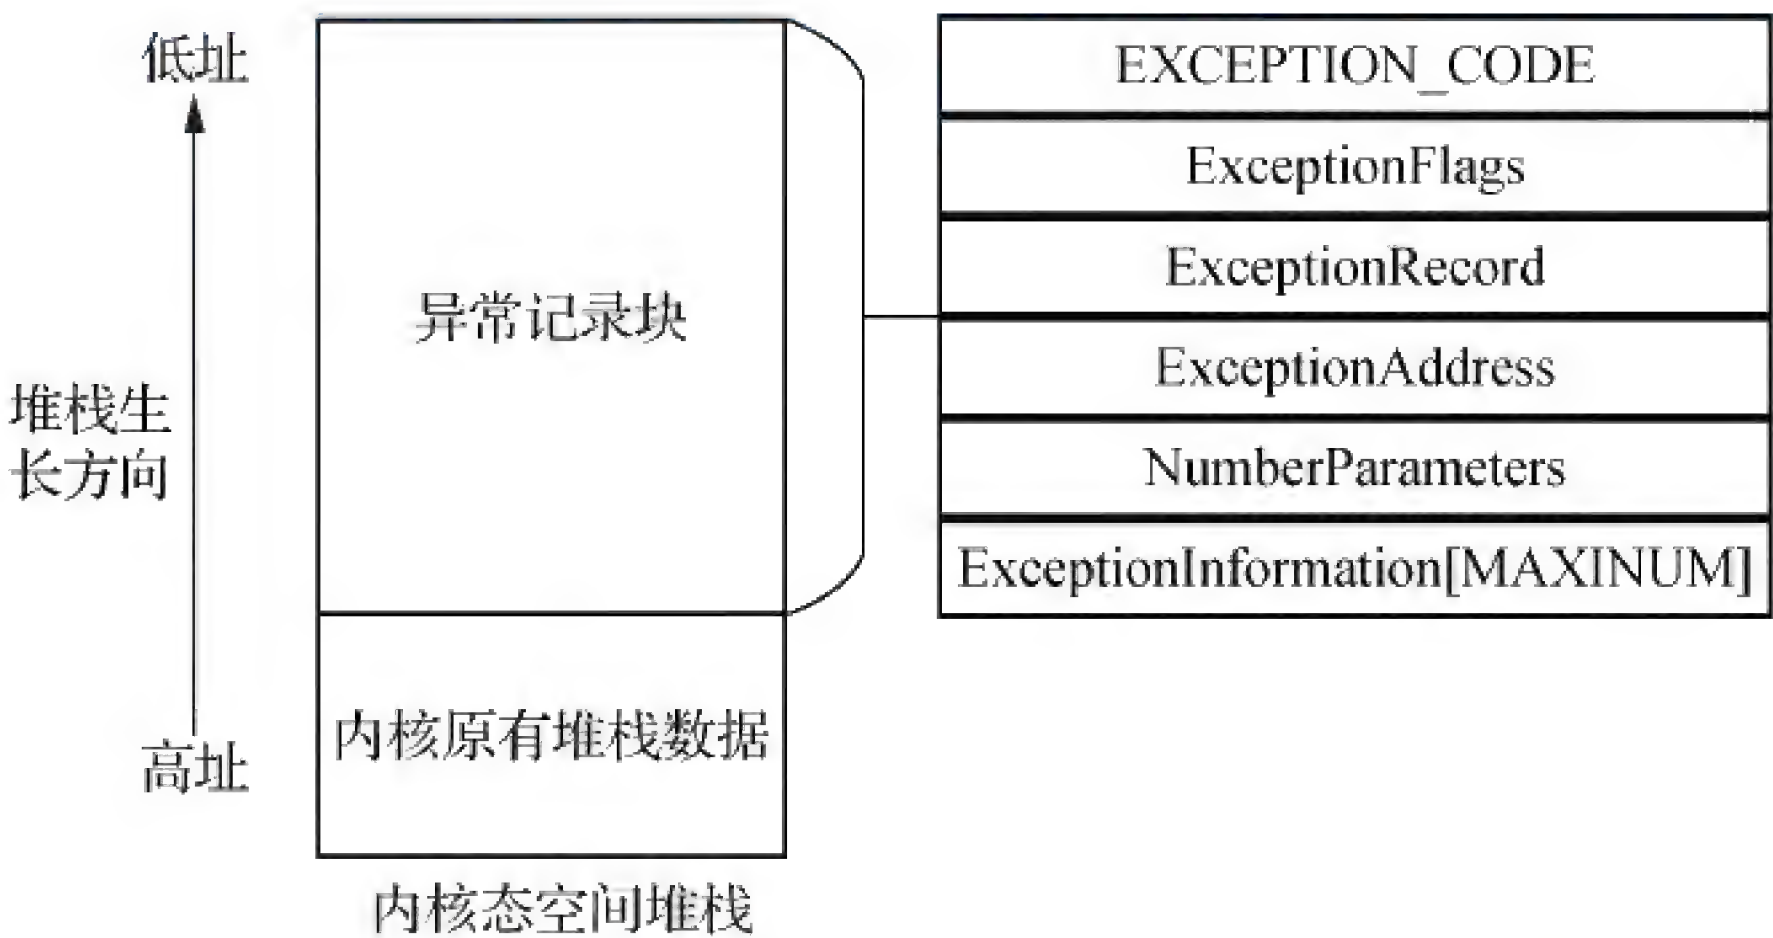 低址
堆栈生
长方向
高址
异常记录块
内核原有堆栈数据
内核态空间堆栈
EXCEPTION_CODE
ExceptionFlags
ExceptionRecord
ExceptionAddress
NumberParameters
ExceptionInformation[MAXINUM]